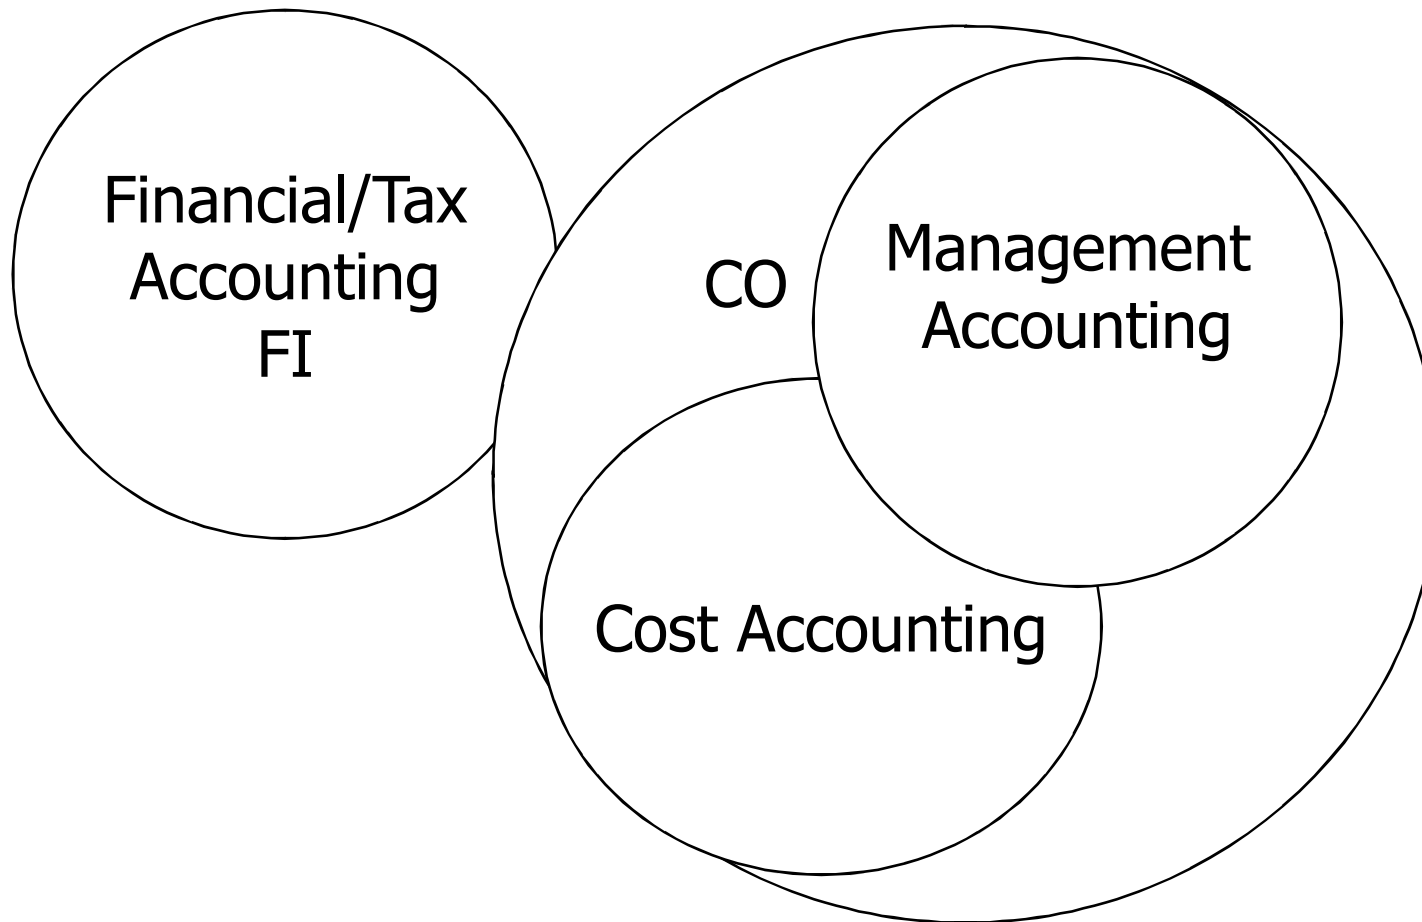 Financial/Tax
Accounting
FI
CO
Management
Accounting
Cost Accounting